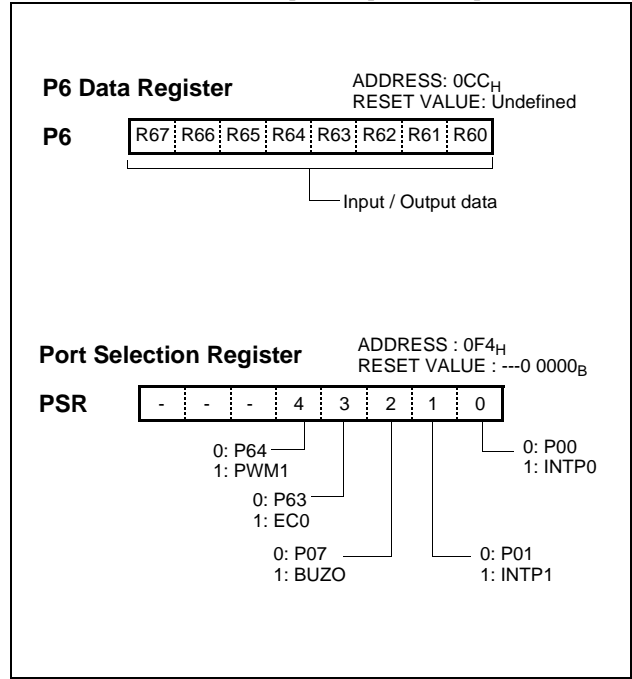 P6 Data Register
ADDRESS: 0CCH
RESET VALUE: Undefined
P6
R67 R66 R65 R64 R63 R62 R61 R60
Input / Output data
Port Selection Register
ADDRESS : 0F4H
RESET VALUE : ---0 0000B
PSR
- - - 4 3 2 1 0
0: P64
1: PWM1
0: P00
1: INTP0
0: P63
1: EC0
0: P07
1: BUZO
0: P01
1: INTP1